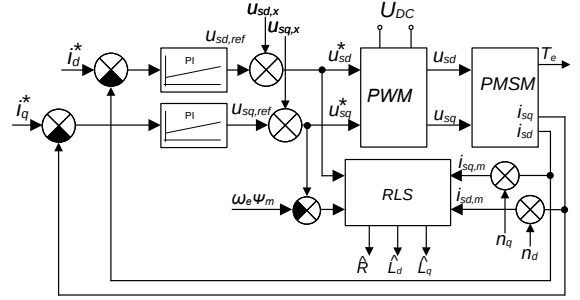 u_sd,x
u_sq,x
U_DC
i_d^*
u_sd,ref
PI
u_sd^*
u_sd
T_e
PWM
PMSM
i_q^*
PI
u_sq,ref
u_sq^*
u_sq
i_sq
i_sd
RLS
i_sq,m
i_sd,m
ω_eΨ_m
n_q
n_d
R̂
L̂_d
L̂_q